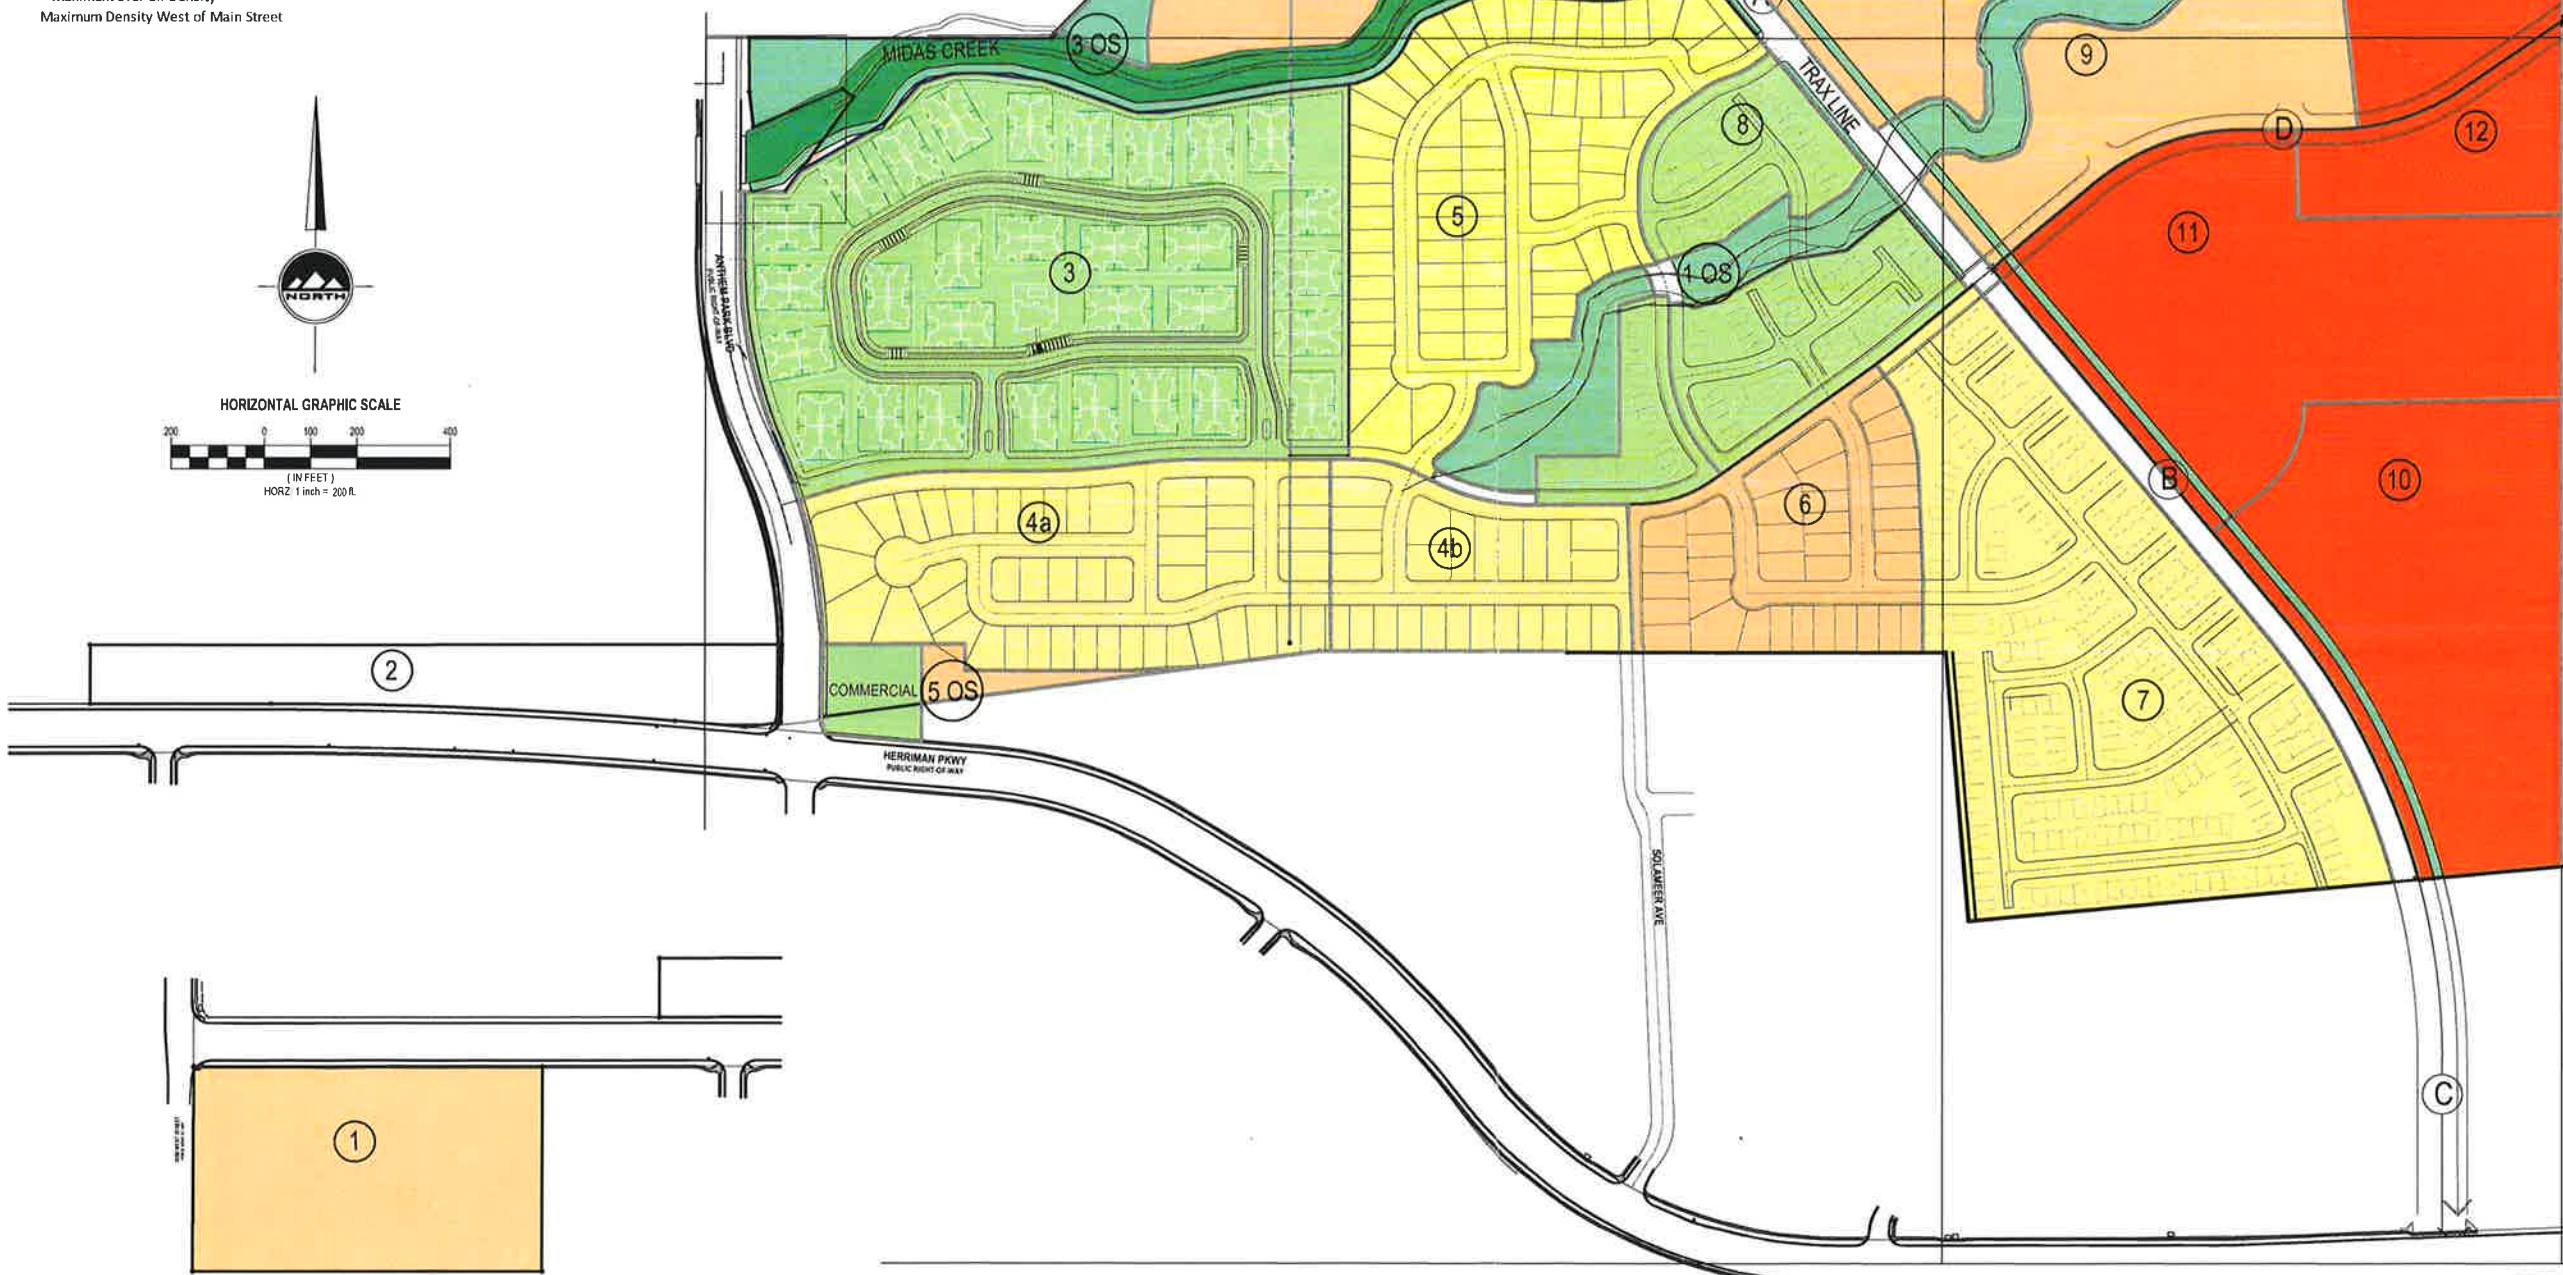 Maximum Density West of Main Street
MIDAS CREEK
3 OS
9
TRAX LINE
8
D
12
5
11
3
1 OS
ANTHEM PARK BLVD
PUBLIC RIGHT-OF-WAY
NORTH
HORIZONTAL GRAPHIC SCALE
200 0 100 200 400
( IN FEET )
HORZ: 1 inch = 200 ft.
B
10
4a
4b
6
2
COMMERCIAL
5 OS
7
HERRIMAN PKWY
PUBLIC RIGHT-OF-WAY
SOLAMEER AVE
C
1